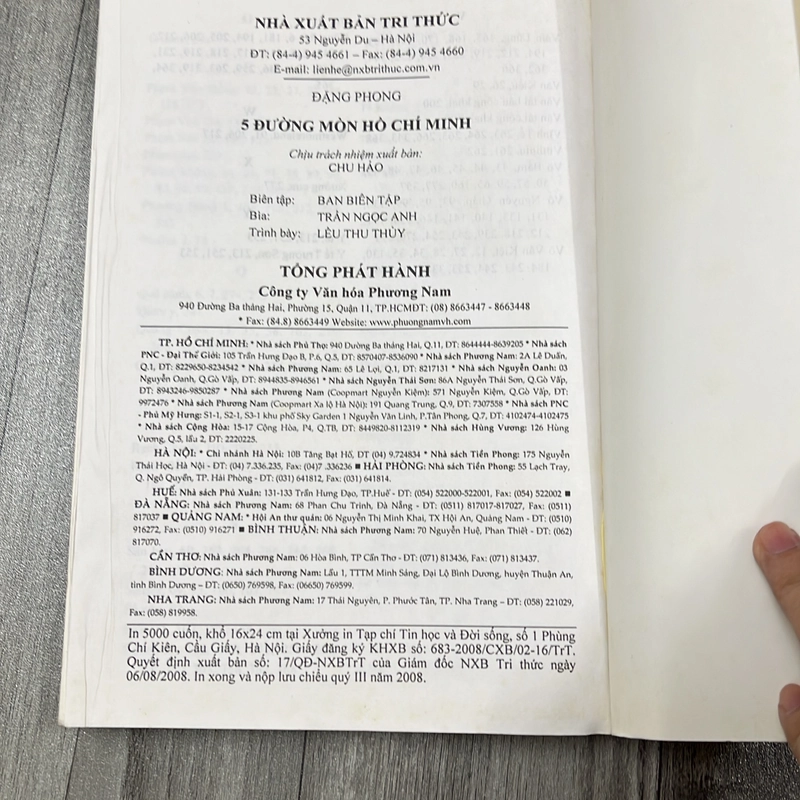 NHÀ XUẤT BẢN TRI THỨC
53 Nguyễn Du – Hà Nội
ĐT: (84-4) 945 4661 – Fax: (84-4) 945 4660
E-mail: lienhe@nxbtrithuc.com.vn
ĐẶNG PHONG
5 ĐƯỜNG MÒN HỒ CHÍ MINH
Chịu trách nhiệm xuất bản:
CHU HẢO
Biên tập: BAN BIÊN TẬP
Bìa: TRẦN NGỌC ANH
Trình bày: LÊU THU THỦY
TỔNG PHÁT HÀNH
Công ty Văn hóa Phương Nam
940 Đường Ba tháng Hai, Phường 15, Quận 11, TP.HCMĐT: (08) 8663447 - 8663448
* Fax: (84.8) 8663449 Website: www.phuongnamvh.com
TP. HỒ CHÍ MINH: * Nhà sách Phú Thọ: 940 Đường Ba tháng Hai, Q.11, ĐT: 8644444-8639205 * Nhà sách
PNC - Đại Thế Giới: 105 Trần Hưng Đạo B, P.6, Q.5, ĐT: 8570407-8536090 * Nhà sách Phương Nam: 2A Lê Duẩn,
Q.1, ĐT: 8229650-8234542 * Nhà sách Phương Nam: 65 Lê Lợi, Q.1, ĐT: 8217131 * Nhà sách Nguyễn Oanh: 03
Nguyễn Oanh, Q.Gò Vấp, ĐT: 8944835-8946561 * Nhà sách Nguyễn Thái Sơn: 86A Nguyễn Thái Sơn, Q.Gò Vấp,
ĐT: 8943246-9850287 * Nhà sách Phương Nam (Coopmart Nguyễn Kiệm): 571 Nguyễn Kiệm, Q.Gò Vấp, ĐT:
9972476 * Nhà sách Phương Nam (Coopmart Xa lộ Hà Nội): 191 Quang Trung, Q.9, ĐT: 7307558 * Nhà sách PNC
- Phú Mỹ Hưng: S1-1, S2-1, S3-1 khu phố Sky Garden 1 Nguyễn Văn Linh, P.Tân Phong, Q.7, ĐT: 4102474-4102475
* Nhà sách Cộng Hòa: 15-17 Cộng Hòa, P4, Q.TB, ĐT: 8449820-8112319 * Nhà sách Hùng Vương: 126 Hùng
Vương, Q.5, lầu 2, ĐT: 2220225.
HÀ NỘI: * Chi nhánh Hà Nội: 10B Tăng Bạt Hổ, ĐT (04) 9.724834 * Nhà sách Tiền Phong: 175 Nguyễn
Thái Học, Hà Nội - ĐT: (04) 7.336.235, Fax: (04)7 .336236 ■ HẢI PHÒNG: Nhà sách Tiền Phong: 55 Lạch Tray,
Q. Ngô Quyền, TP. Hải Phòng - ĐT: (031) 641812, Fax: (031) 641814.
HUẾ: Nhà sách Phú Xuân: 131-133 Trần Hưng Đạo, TP.Huế - ĐT: (054) 522000-522001, Fax: (054) 522002 ■
ĐÀ NẴNG: Nhà sách Phương Nam: 68 Phan Chu Trinh, Đà Nẵng - ĐT: (0511) 817017-817027, Fax: (0511)
817037 ■ QUẢNG NAM: * Hội An thư quán: 06 Nguyễn Thị Minh Khai, TX Hội An, Quảng Nam - ĐT: (0510)
916272, Fax: (0510) 916271 ■ BÌNH THUẬN: Nhà sách Phương Nam: 70 Nguyễn Huệ, Phan Thiết - ĐT: (062)
817070.
CẦN THƠ: Nhà sách Phương Nam: 06 Hòa Bình, TP Cần Thơ - ĐT: (071) 813436, Fax: (071) 813437.
BÌNH DƯƠNG: Nhà sách Phương Nam: Lầu 1, TTTM Minh Sáng, Đại Lộ Bình Dương, huyện Thuận An,
tỉnh Bình Dương – ĐT: (0650) 769598, Fax: (06650) 769599.
NHA TRANG: Nhà sách Phương Nam: 17 Thái Nguyên, P. Phước Tân, TP. Nha Trang – ĐT: (058) 221029,
Fax: (058) 819958.
In 5000 cuốn, khổ 16x24 cm tại Xưởng in Tạp chí Tin học và Đời sống, số 1 Phùng
Chí Kiên, Cầu Giấy, Hà Nội. Giấy đăng ký KHXB số: 683-2008/CXB/02-16/TrT.
Quyết định xuất bản số: 17/QĐ-NXBTrT của Giám đốc NXB Tri thức ngày
06/08/2008. In xong và nộp lưu chiểu quý III năm 2008.